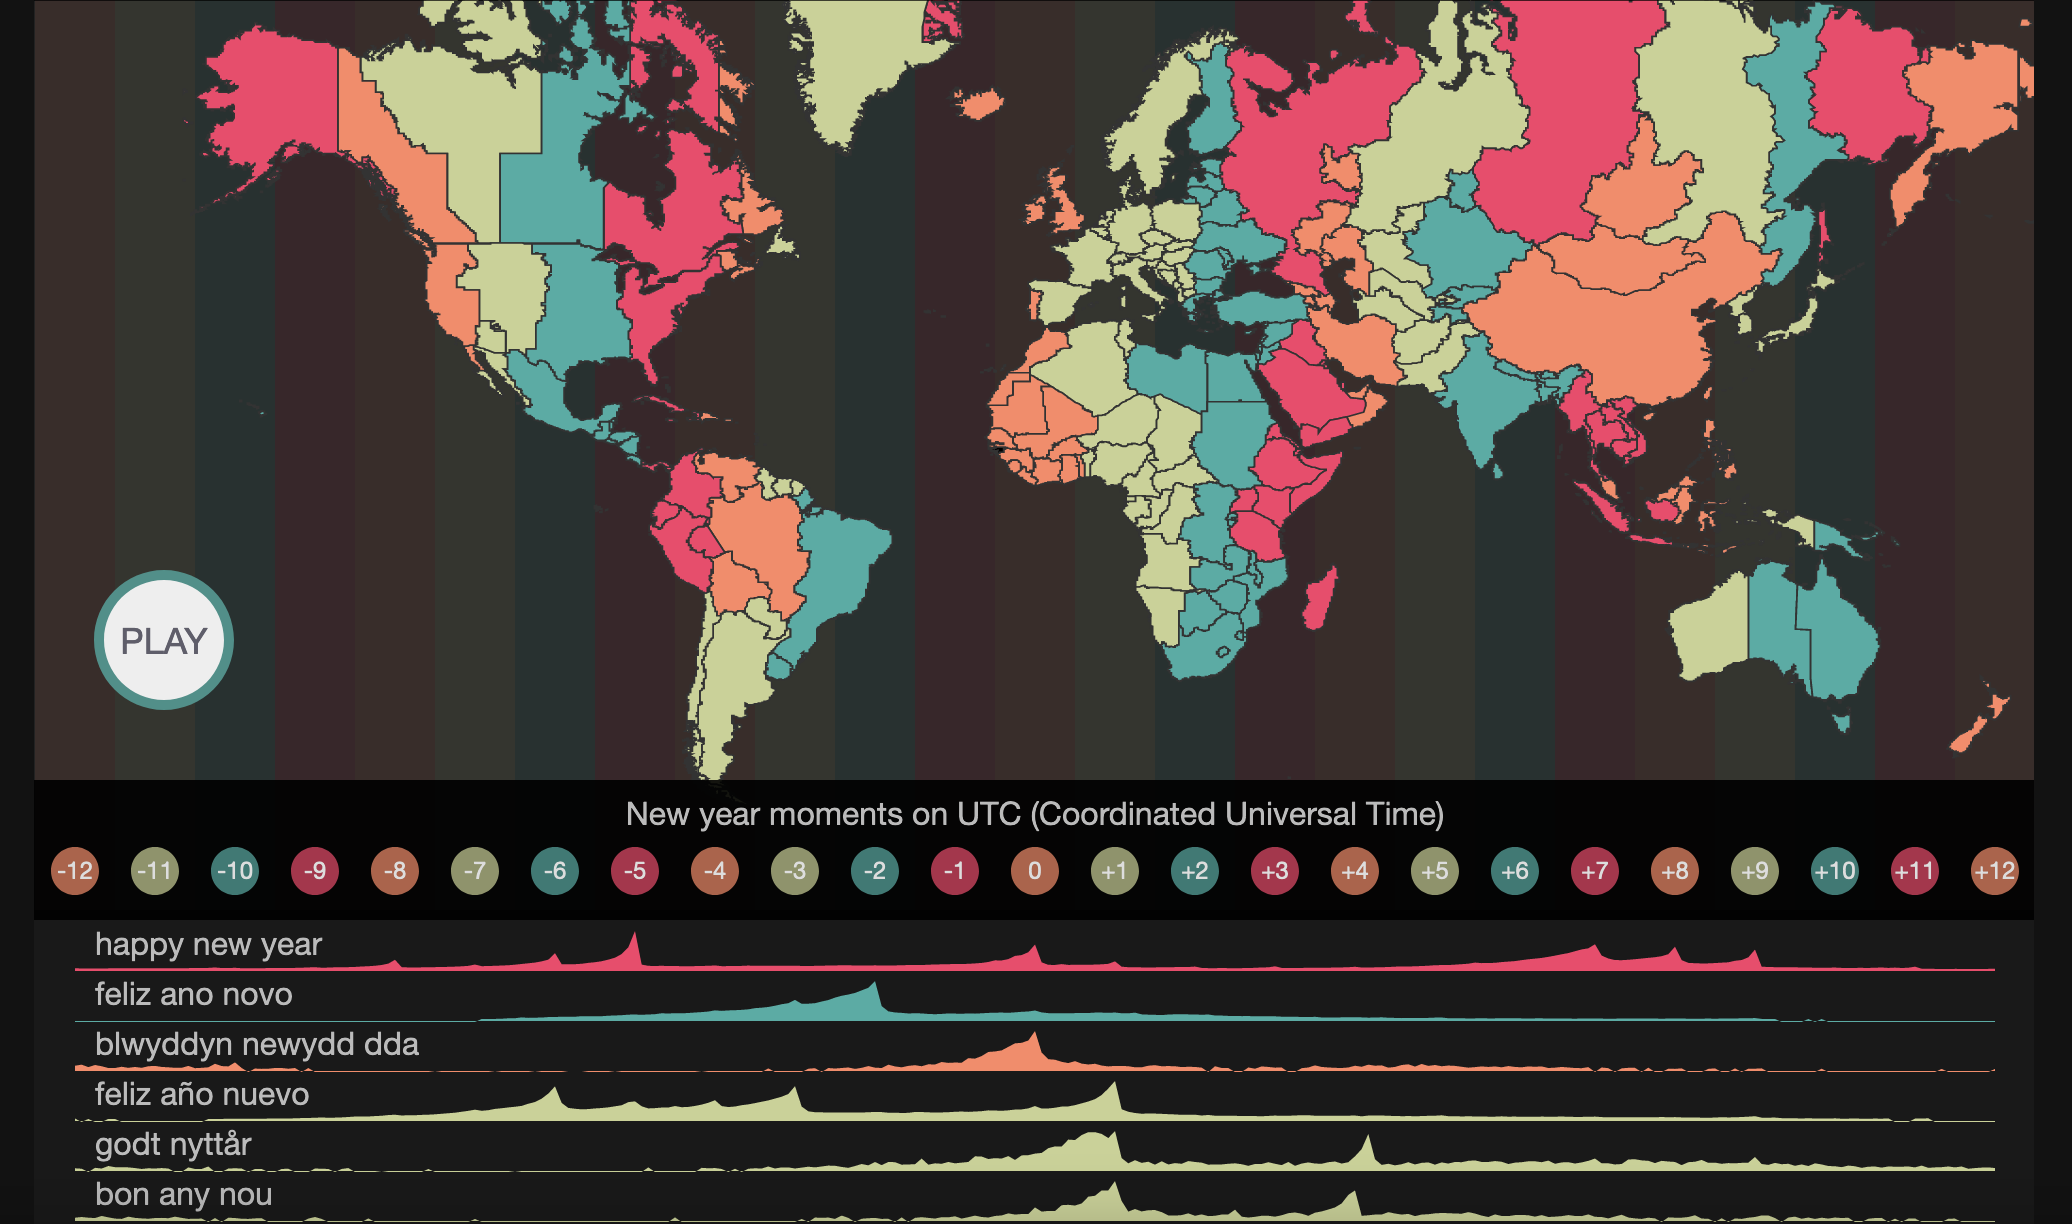 PLAY
New year moments on UTC (Coordinated Universal Time)
-12 -11 -10 -9 -8 -7 -6 -5 -4 -3 -2 -1 0 +1 +2 +3 +4 +5 +6 +7 +8 +9 +10 +11 +12
happy new year
feliz ano novo
blwyddyn newydd dda
feliz año nuevo
godt nyttår
bon any nou